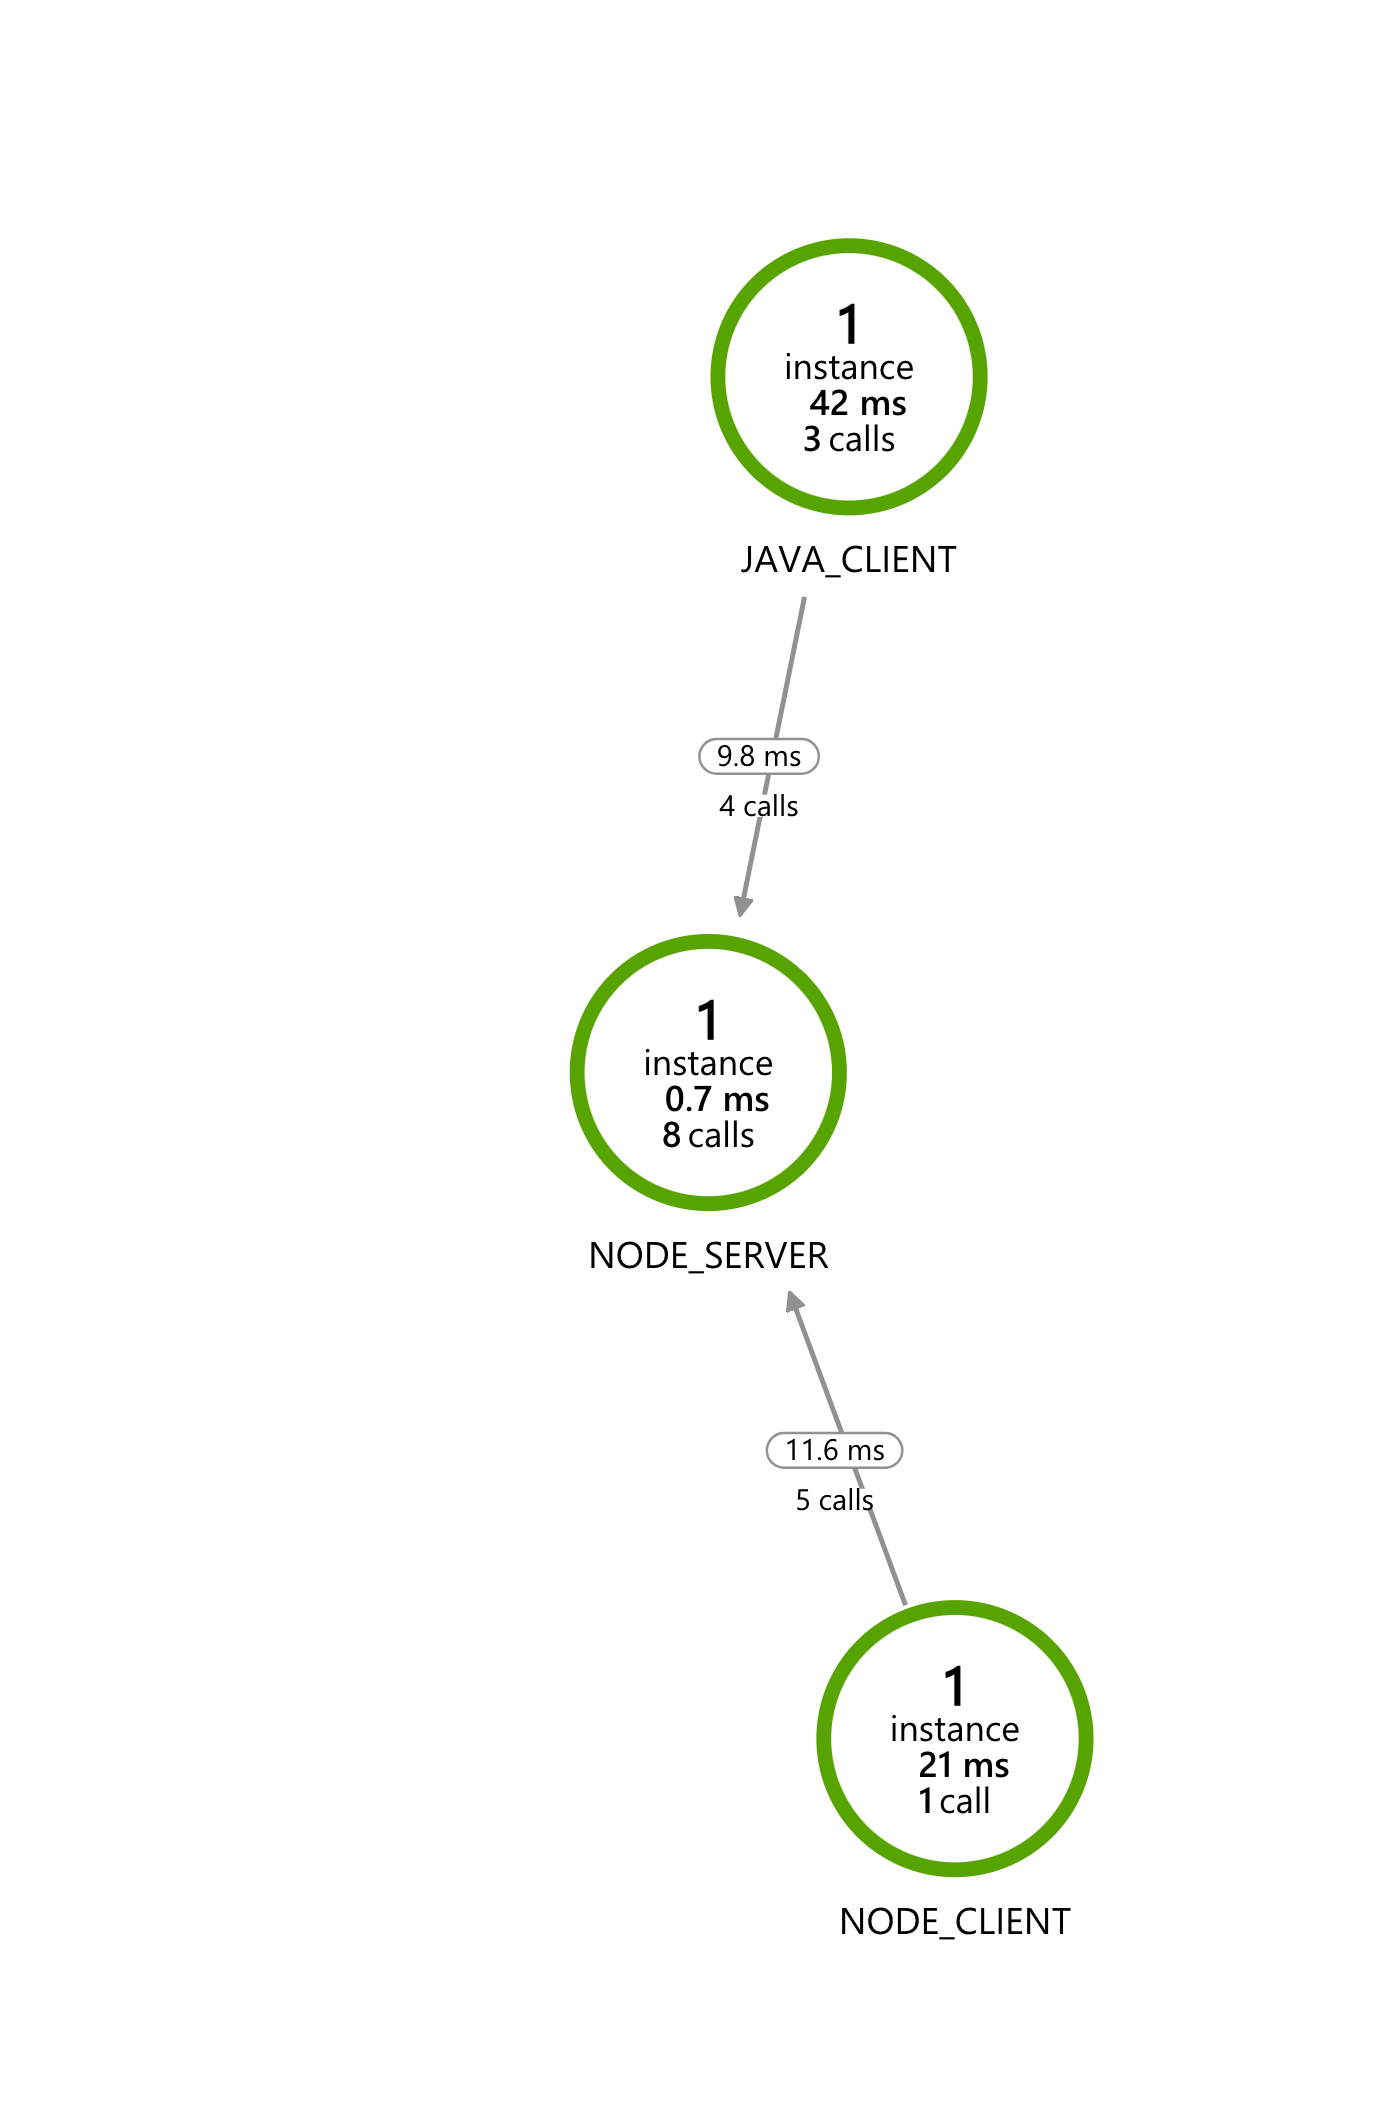 1
instance
42 ms
3 calls
JAVA_CLIENT
9.8 ms
4 calls
1
instance
0.7 ms
8 calls
NODE_SERVER
11.6 ms
5 calls
1
instance
21 ms
1 call
NODE_CLIENT